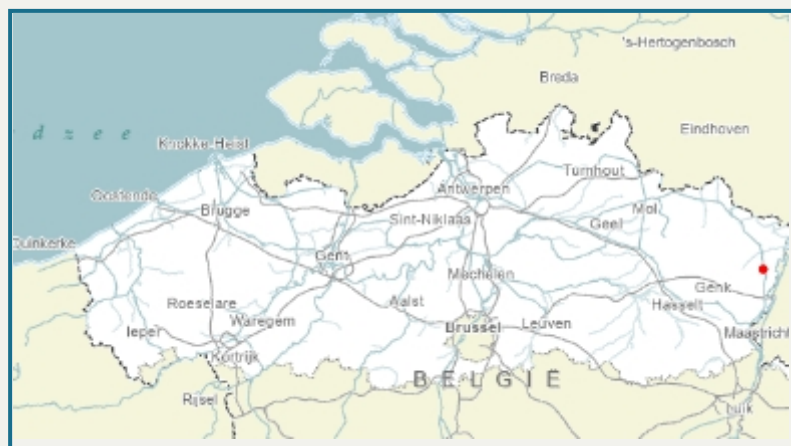 's-Hertogenbosch
Breda
d z e e
Eindhoven
Knokke-Heist
Turnhout
Antwerpen
Oostende
Brugge
Sint-Niklaas
Mol
Geel
Duinkerke
Gent
Mechelen
Genk
Roeselare
Aalst
Hasselt
Waregem
Ieper
Brussel
Leuven
Maastricht
Kortrijk
BELGIË
Rijsel
Luik